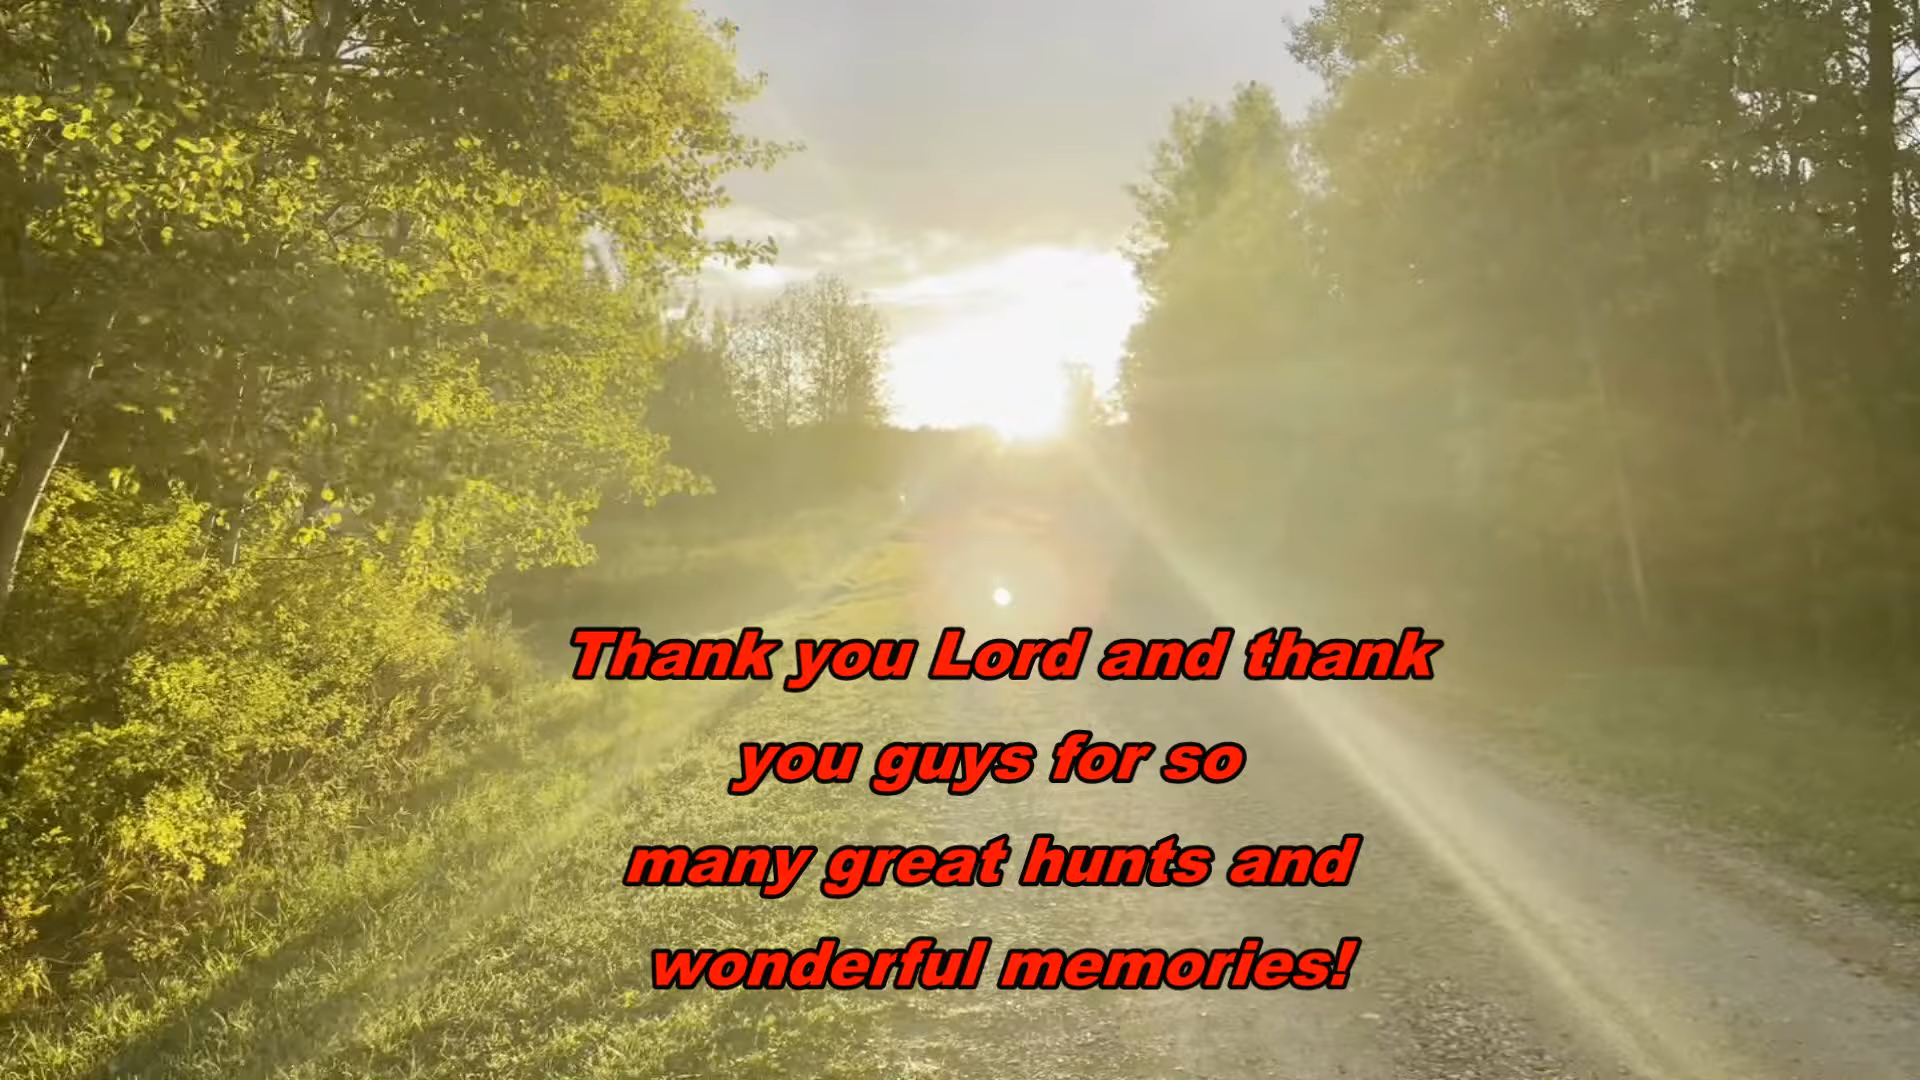 Thank you Lord and thank
you guys for so
many great hunts and
wonderful memories!